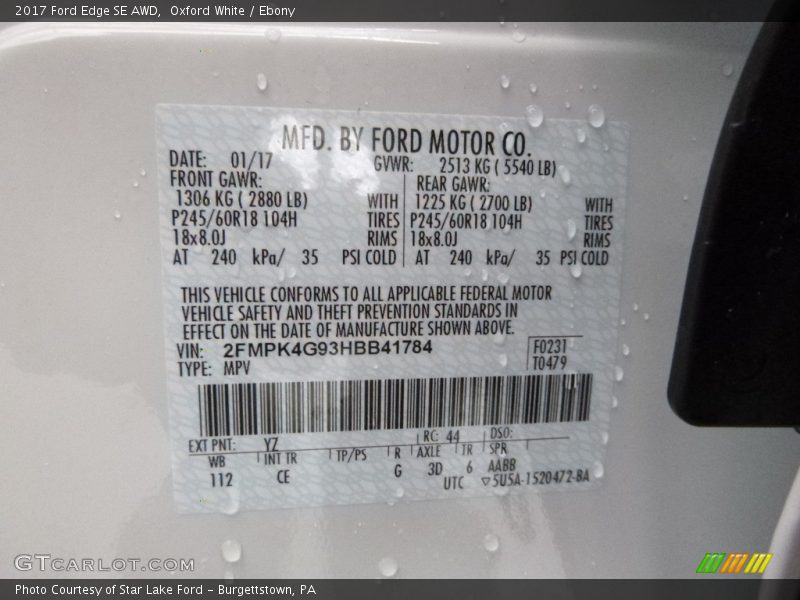 2017 Ford Edge SE AWD, Oxford White / Ebony
MFD. BY FORD MOTOR CO.
DATE: 01/17 GVWR: 2513 KG ( 5540 LB)
FRONT GAWR: REAR GAWR:
1306 KG ( 2880 LB) WITH 1225 KG ( 2700 LB) WITH
P245/60R18 104H TIRES P245/60R18 104H TIRES
18x8.0J RIMS 18x8.0J RIMS
AT 240 kPa/ 35 PSI COLD AT 240 kPa/ 35 PSI COLD
THIS VEHICLE CONFORMS TO ALL APPLICABLE FEDERAL MOTOR
VEHICLE SAFETY AND THEFT PREVENTION STANDARDS IN
EFFECT ON THE DATE OF MANUFACTURE SHOWN ABOVE.
VIN: 2FMPK4G93HBB41784 F0231
TYPE: MPV T0479
EXT PNT: YZ RC: 44 DSO:
WB INT TR TP/PS R AXLE TR SPR
112 CE G 3D 6 AABB
UTC ▽5U5A-1520472-BA
GTCARLOT.COM
Photo Courtesy of Star Lake Ford - Burgettstown, PA